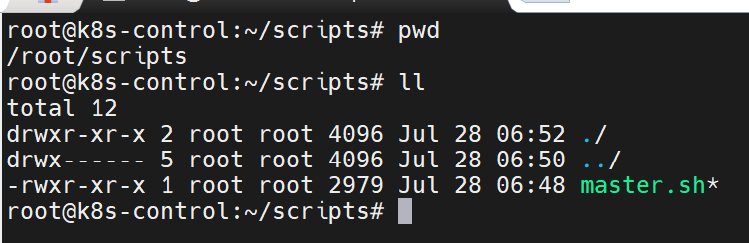 root@k8s-control:~/scripts# pwd
/root/scripts
root@k8s-control:~/scripts# ll
total 12
drwxr-xr-x 2 root root 4096 Jul 28 06:52 ./
drwx------ 5 root root 4096 Jul 28 06:50 ../
-rwxr-xr-x 1 root root 2979 Jul 28 06:48 master.sh*
root@k8s-control:~/scripts#